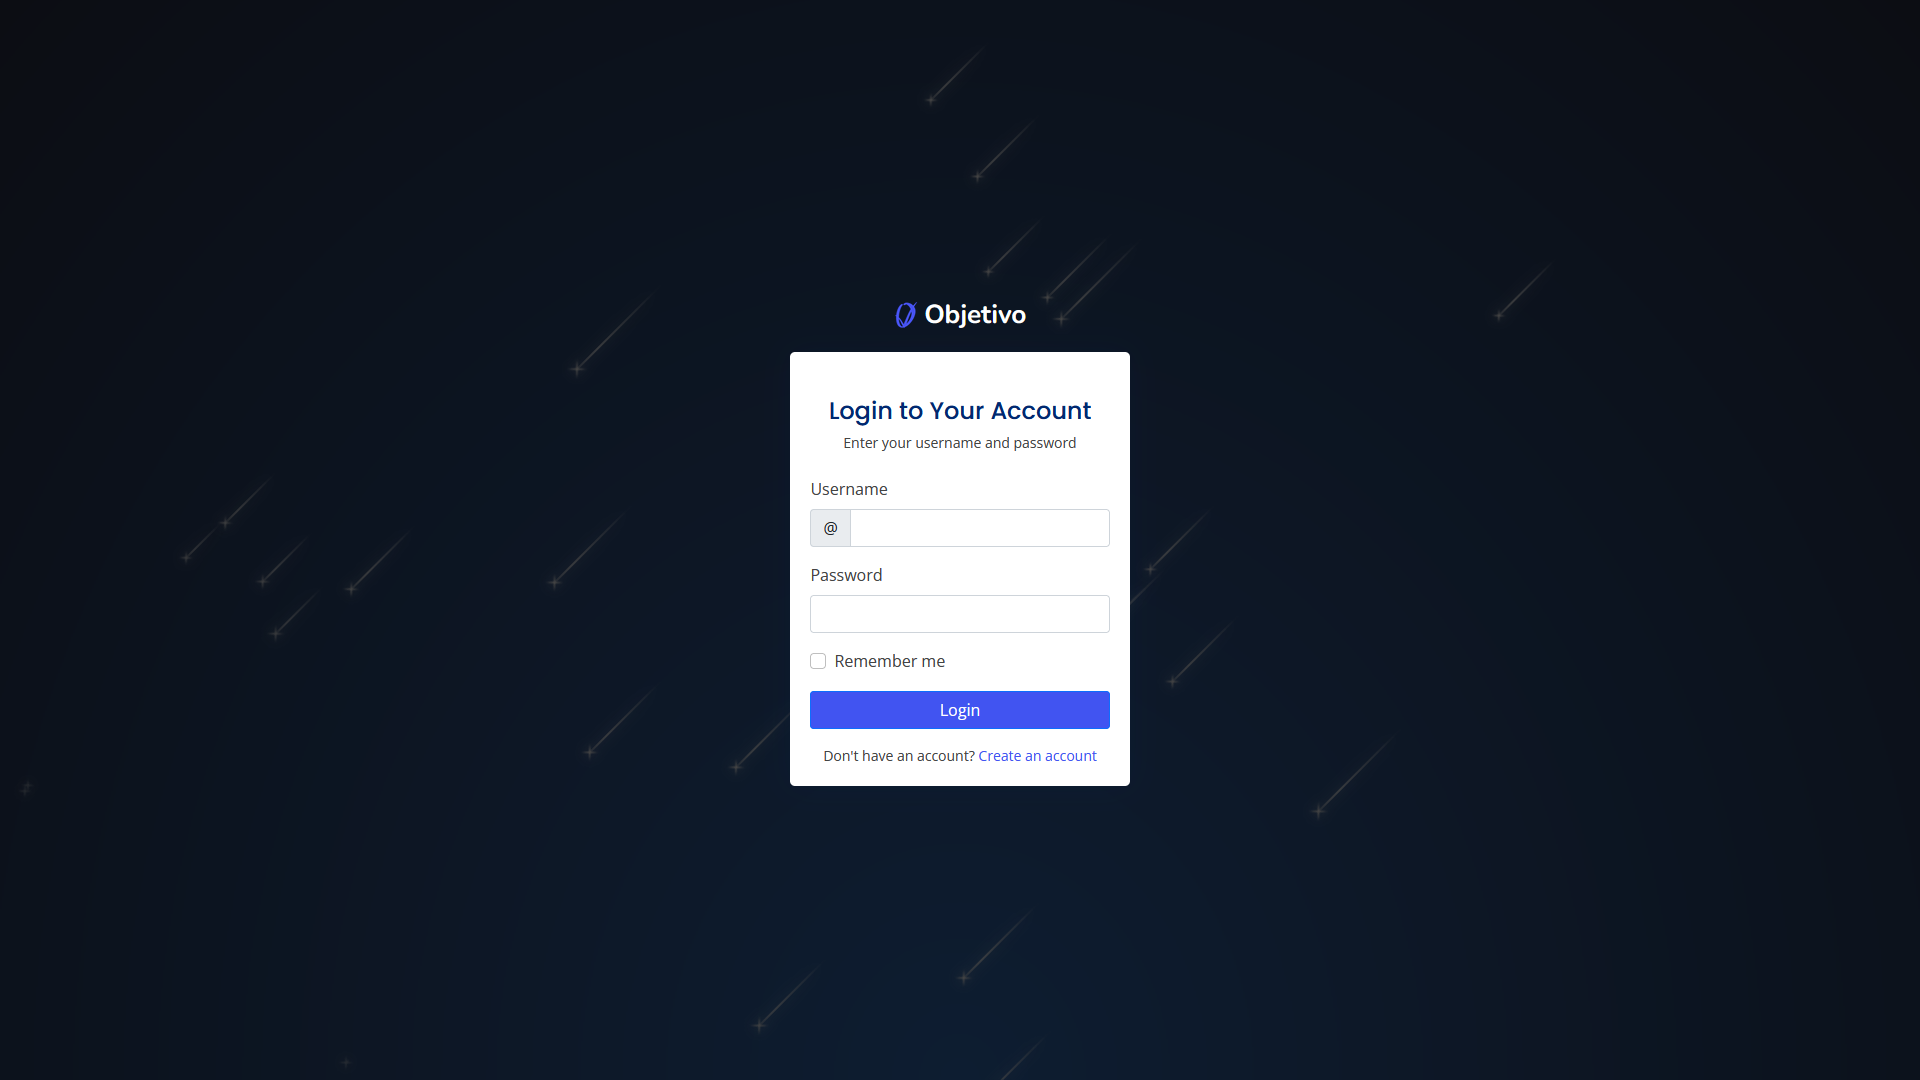 Objetivo
Login to Your Account
Enter your username and password
Username
@
Password
Remember me
Login
Don't have an account? Create an account